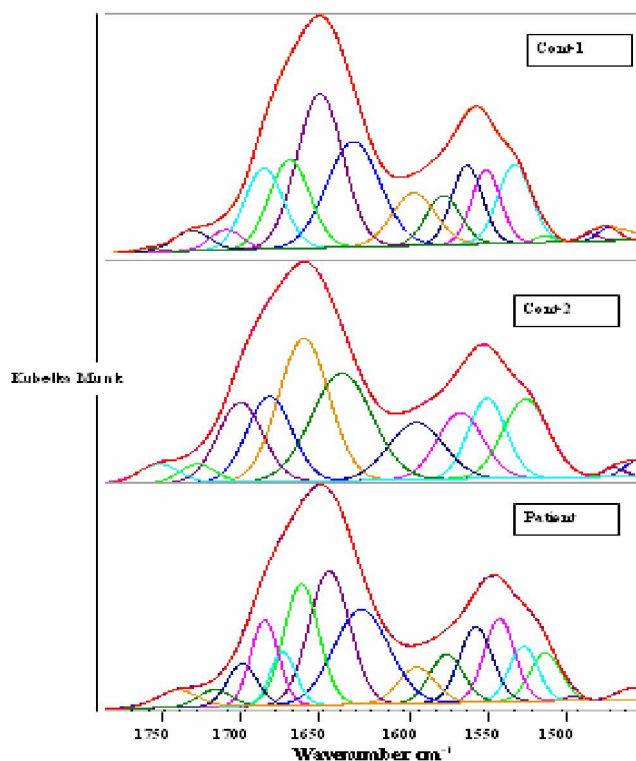 Cont-1
Cont-2
Kubelka Munk
Patient
1750 1700 1650 1600 1550 1500
Wavenumber cm⁻¹